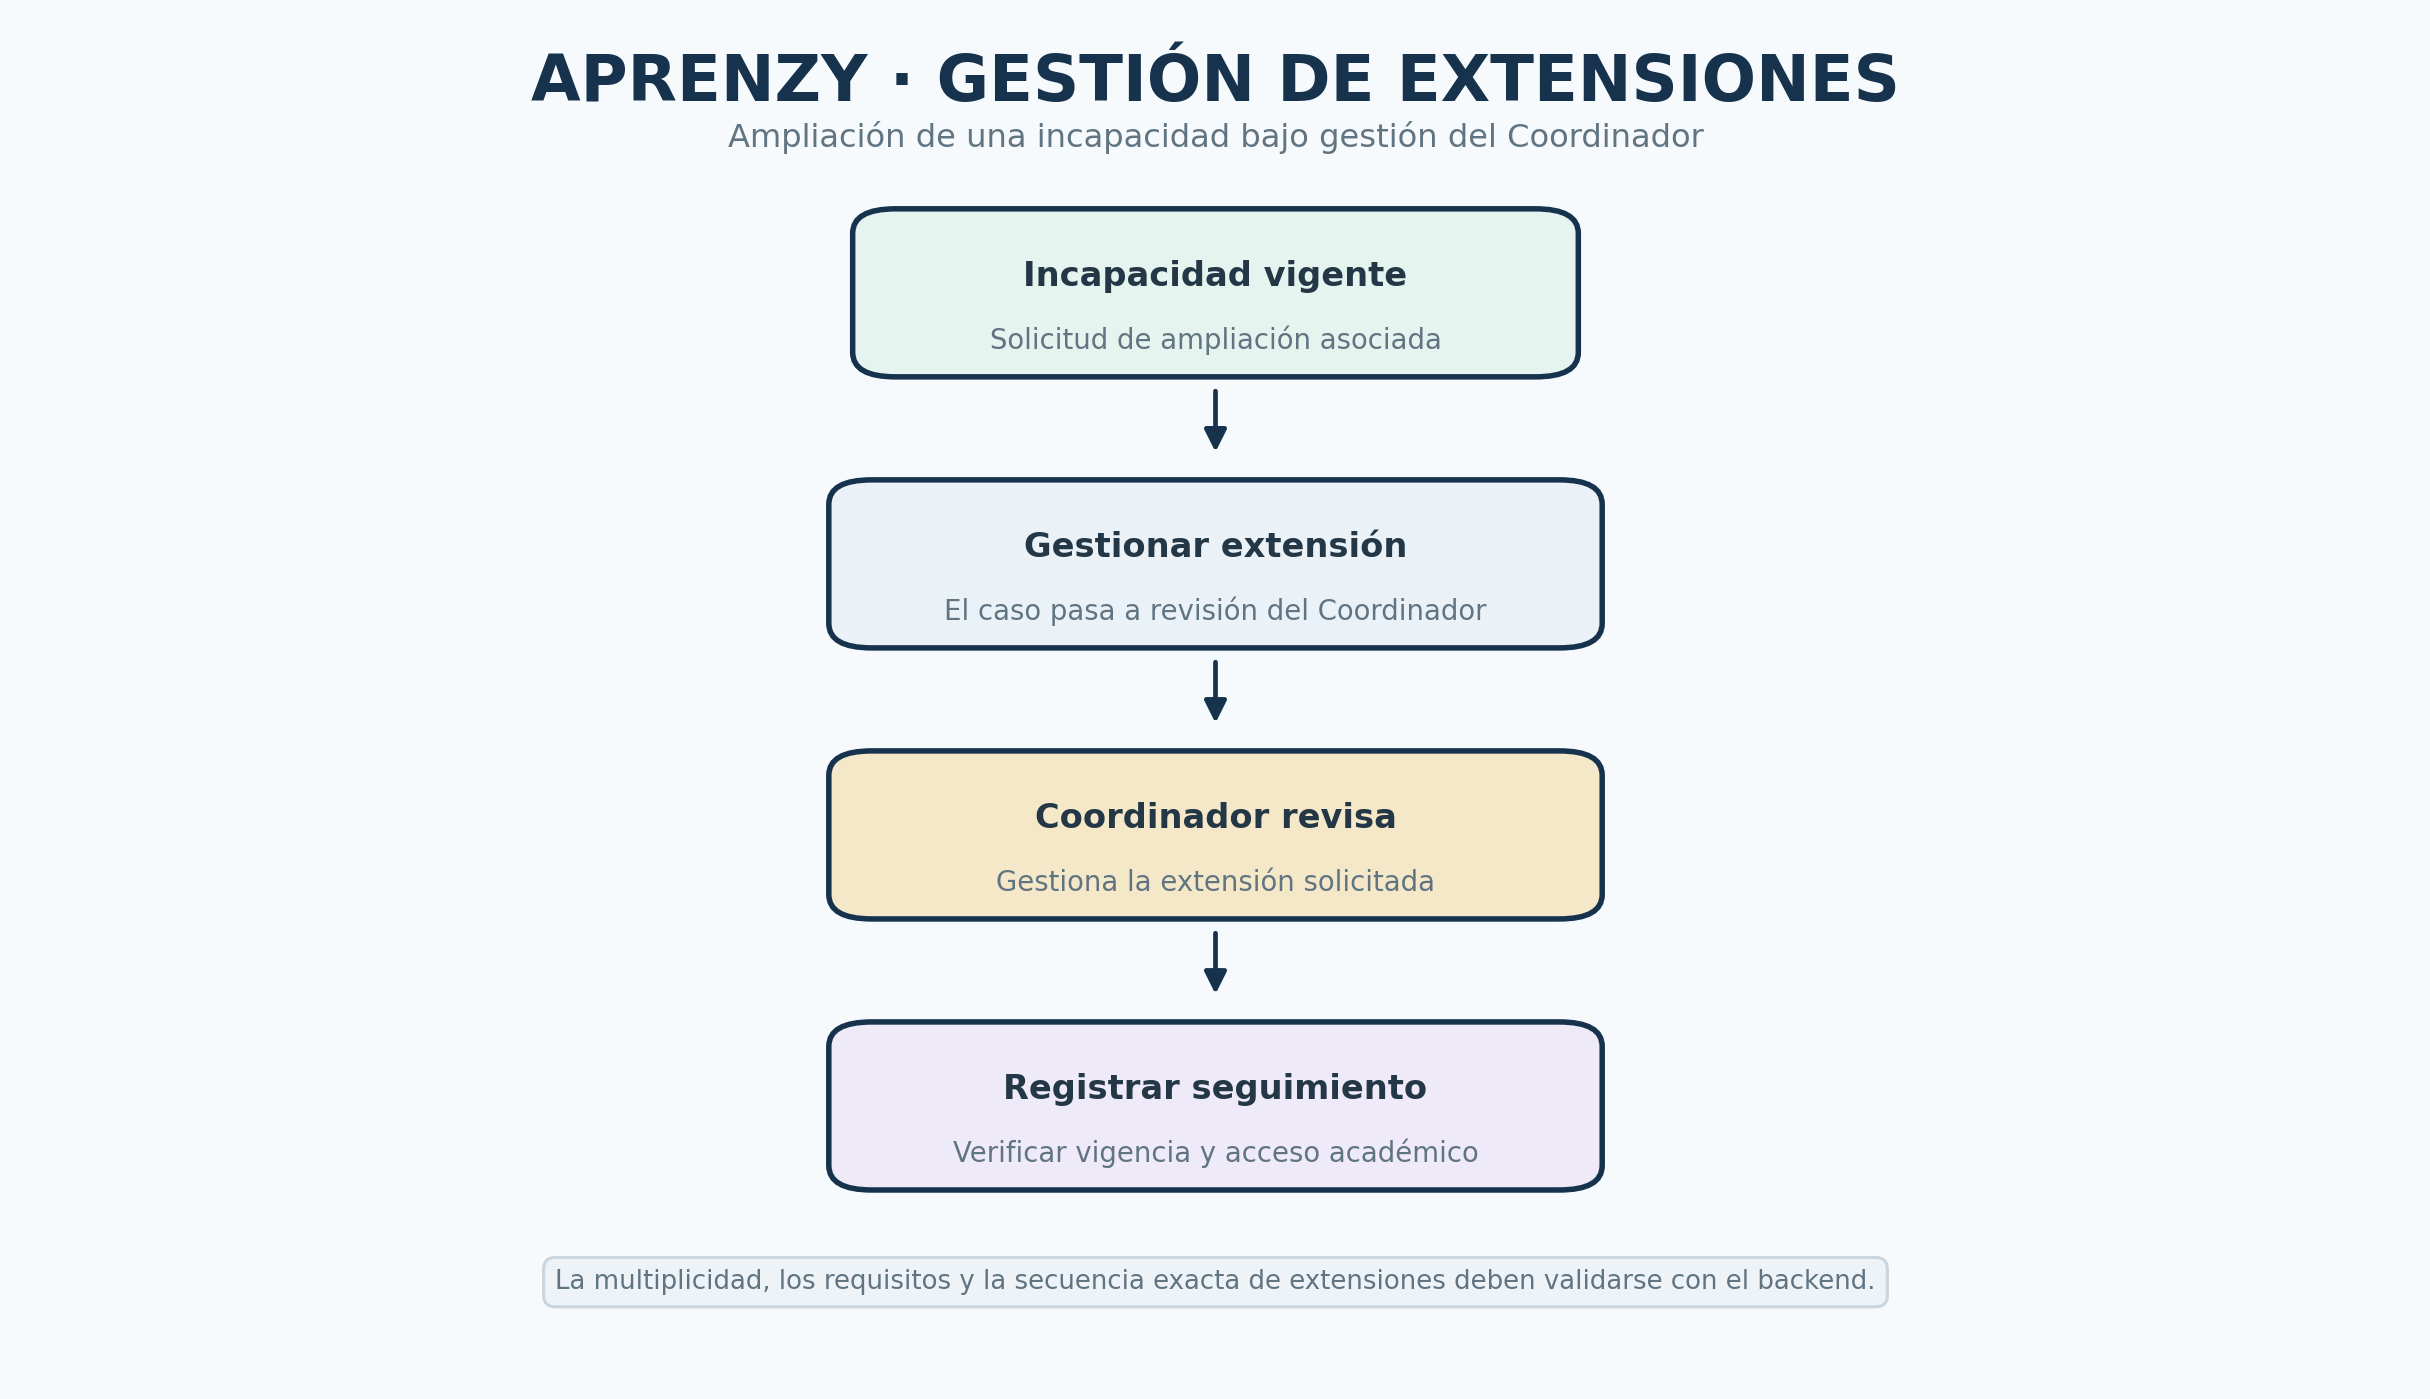 APRENZY · GESTIÓN DE EXTENSIONES
Ampliación de una incapacidad bajo gestión del Coordinador
Incapacidad vigente
Solicitud de ampliación asociada
Gestionar extensión
El caso pasa a revisión del Coordinador
Coordinador revisa
Gestiona la extensión solicitada
Registrar seguimiento
Verificar vigencia y acceso académico
La multiplicidad, los requisitos y la secuencia exacta de extensiones deben validarse con el backend.